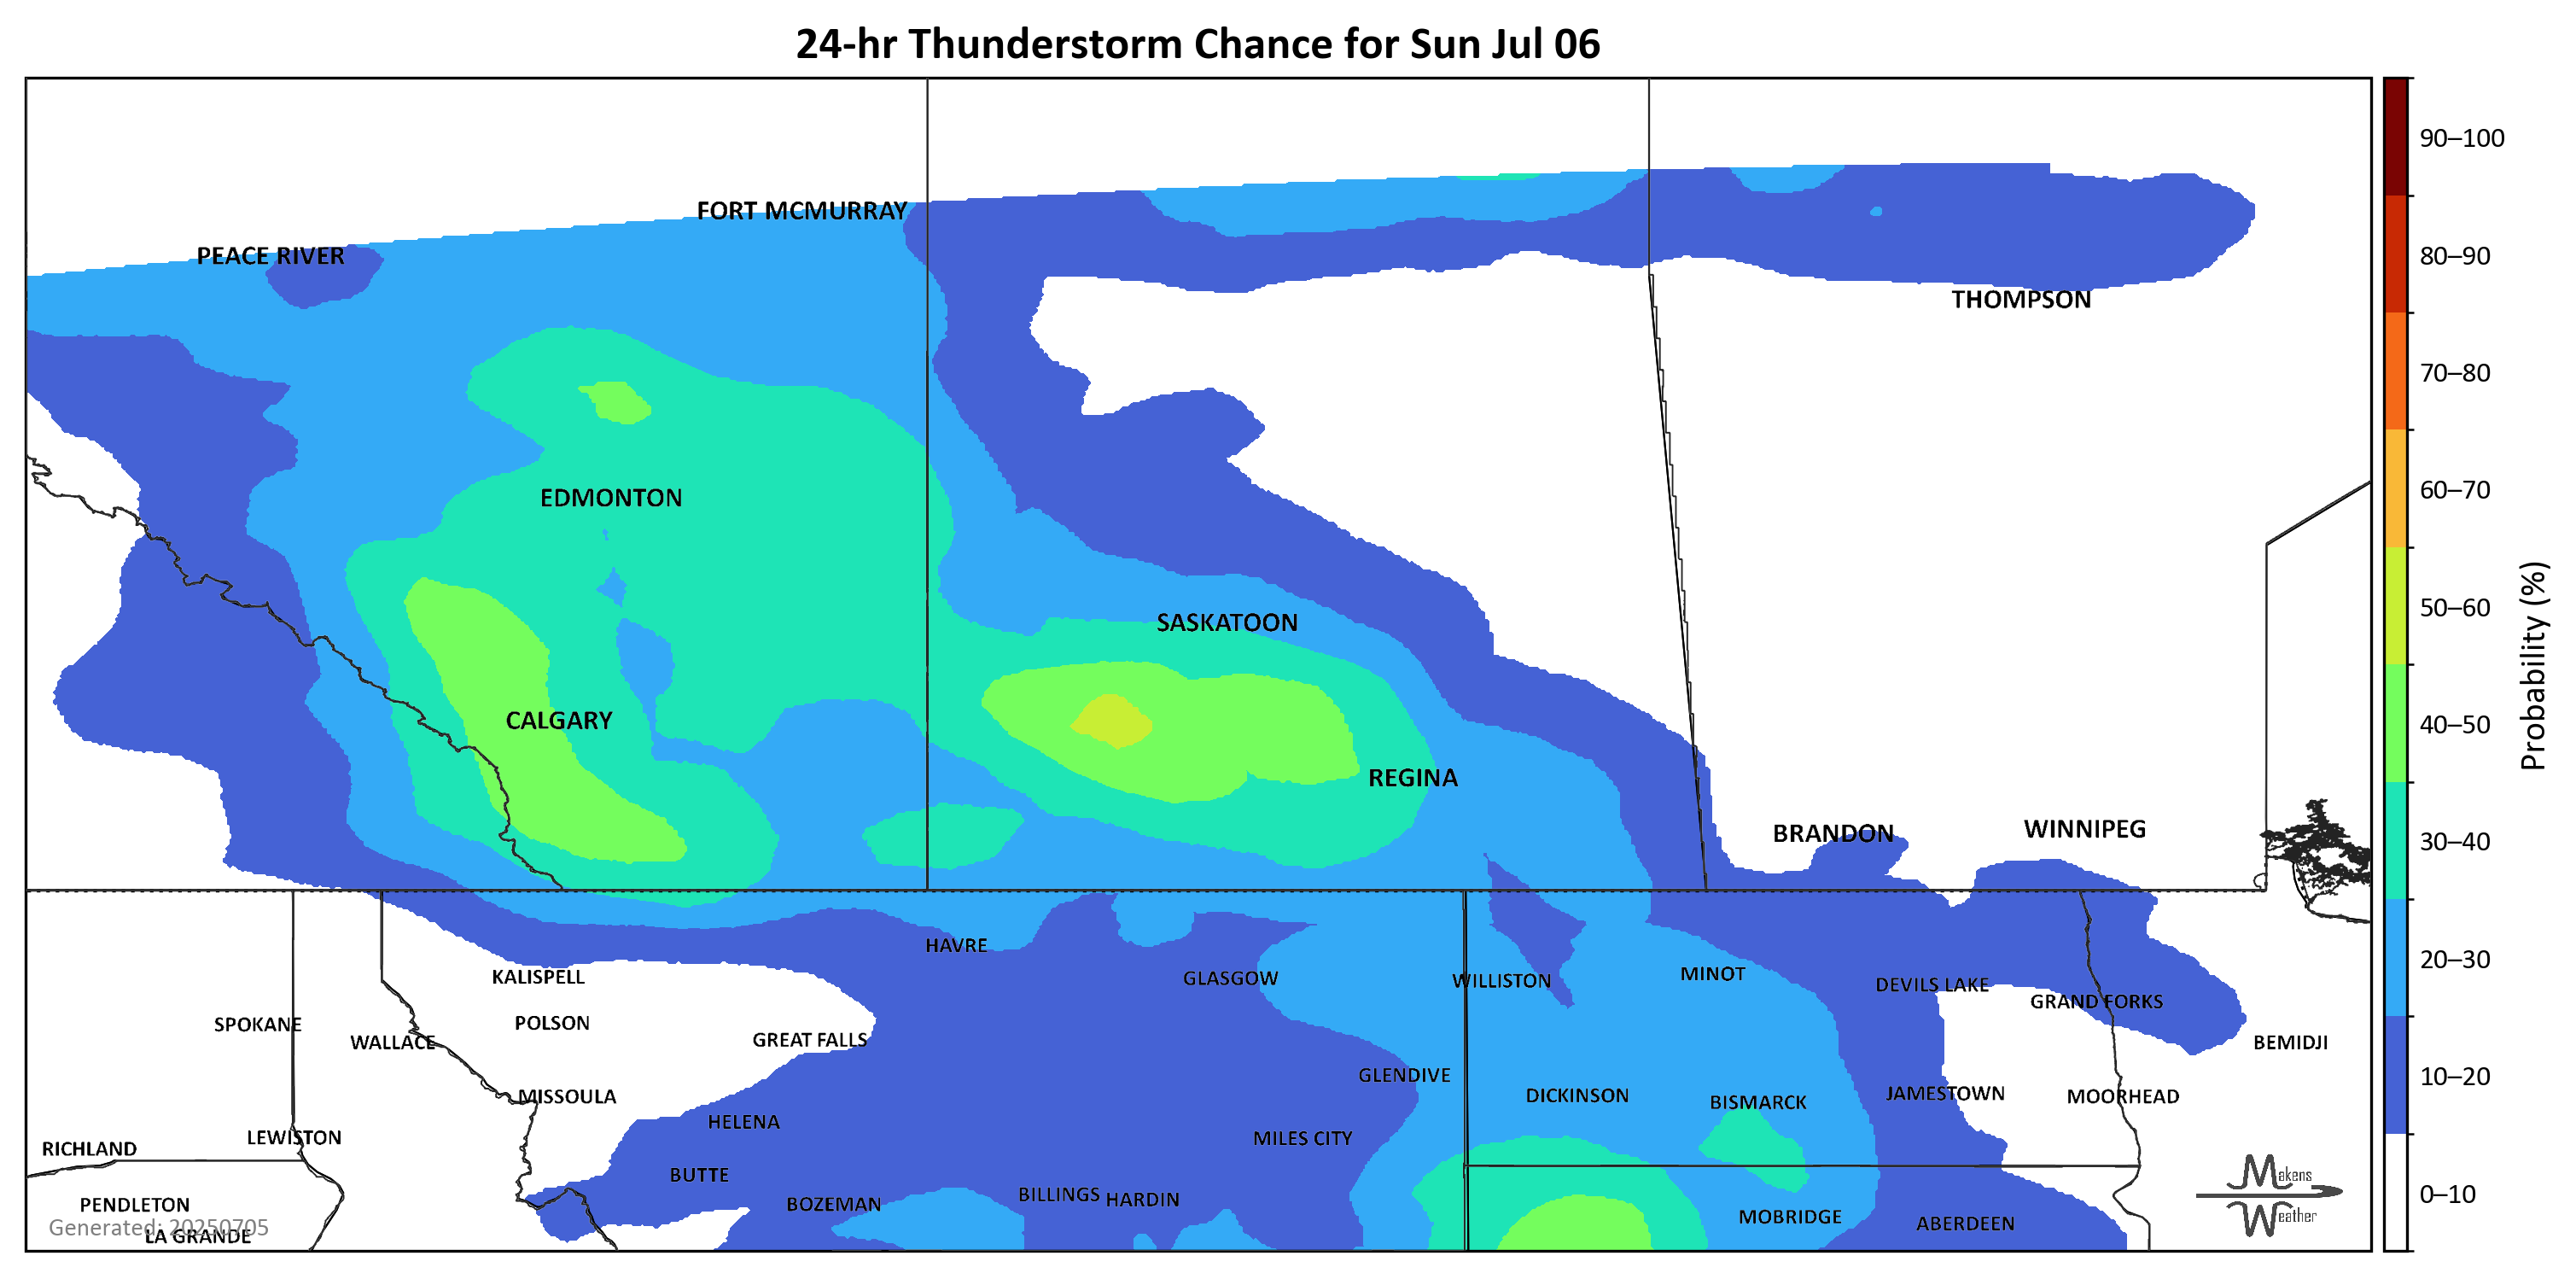 24-hr Thunderstorm Chance for Sun Jul 06
90–100
FORT MCMURRAY
PEACE RIVER
80–90
THOMPSON
70–80
60–70
EDMONTON
50–60
SASKATOON
Probability (%)
CALGARY
40–50
REGINA
BRANDON
WINNIPEG
30–40
HAVRE
20–30
KALISPELL
GLASGOW
WILLISTON
MINOT
DEVILS LAKE
GRAND FORKS
SPOKANE
POLSON
WALLACE
GREAT FALLS
BEMIDJI
GLENDIVE
10–20
MISSOULA
DICKINSON
BISMARCK
JAMESTOWN
MOORHEAD
HELENA
RICHLAND
LEWISTON
MILES CITY
BUTTE
Makens
Weather
0–10
PENDLETON
BOZEMAN
BILLINGS
HARDIN
MOBRIDGE
ABERDEEN
Generated: 20250705
LA GRANDE